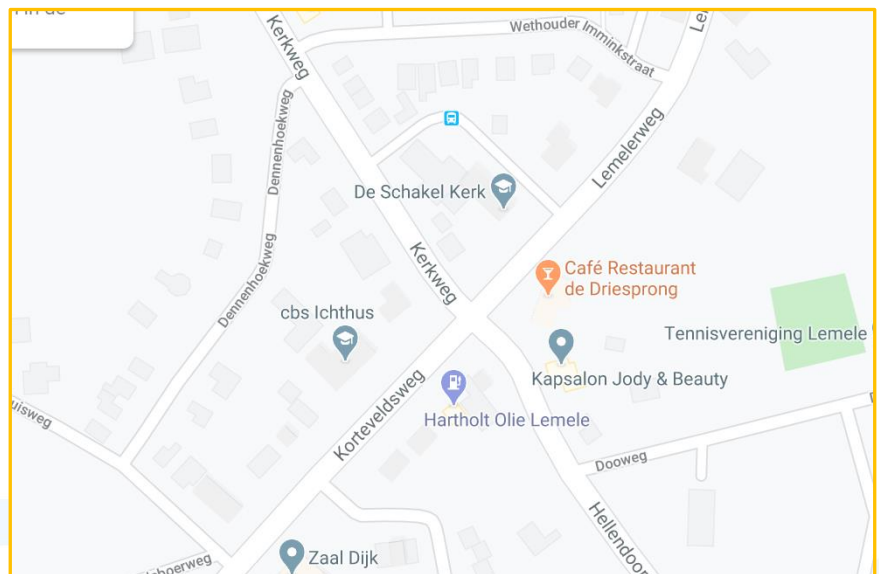 Wethouder Imminkstraat
Kerkweg
Dennenhoekweg
Lemelerweg
De Schakel Kerk
Kerkweg
Café Restaurant
de Driesprong
Dennenhoekweg
cbs Ichthus
Tennisvereniging Lemele
Kapsalon Jody & Beauty
Korteveldsweg
Hartholt Olie Lemele
Dooweg
Zaal Dijk